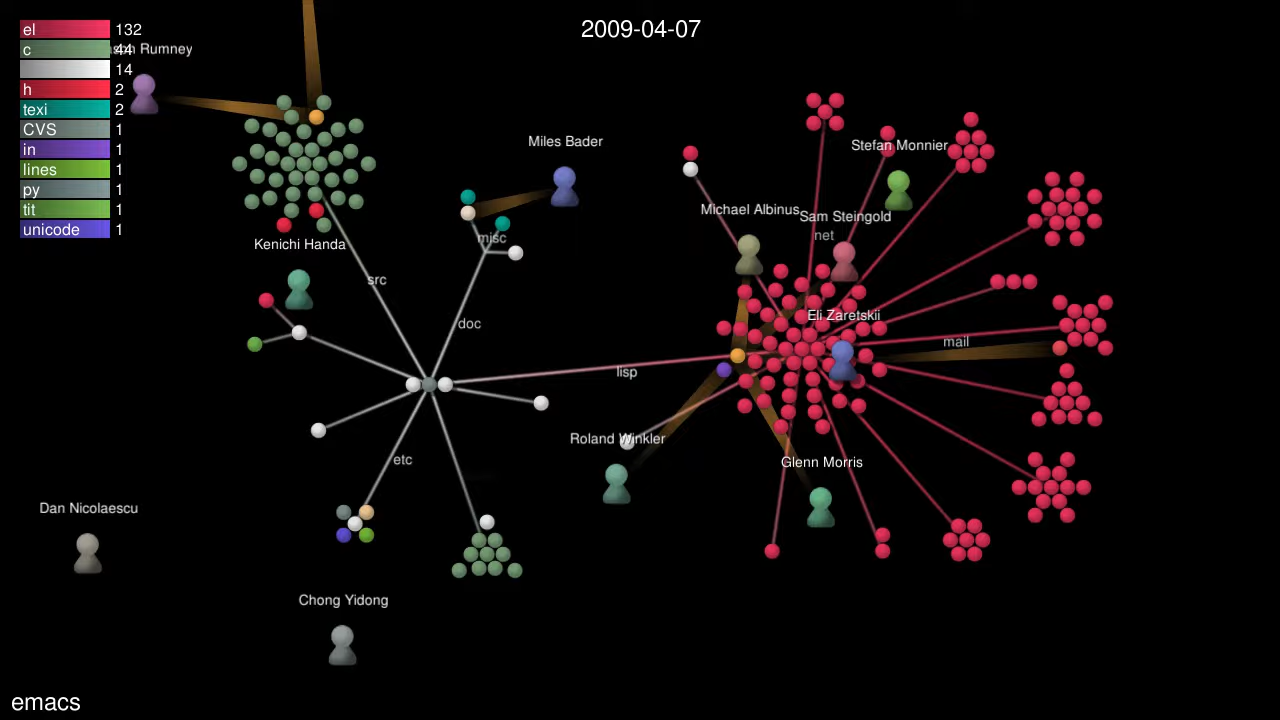 2009-04-07
el 132
c 44
14
h 2
texi 2
CVS 1
in 1
lines 1
py 1
tit 1
unicode 1
Rumney
Miles Bader
Stefan Monnier
Michael Albinus
Sam Steingold
net
misc
Kenichi Handa
src
doc
Eli Zaretskii
mail
lisp
Roland Winkler
Glenn Morris
etc
Dan Nicolaescu
Chong Yidong
emacs